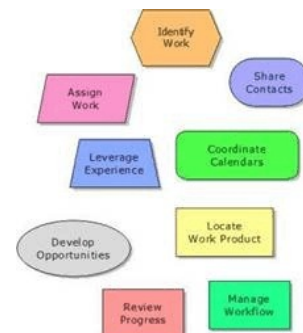 Identify
Work
Share
Contacts
Assign
Work
Coordinate
Calendars
Leverage
Experience
Locate
Work Product
Develop
Opportunities
Manage
Workflow
Review
Progress